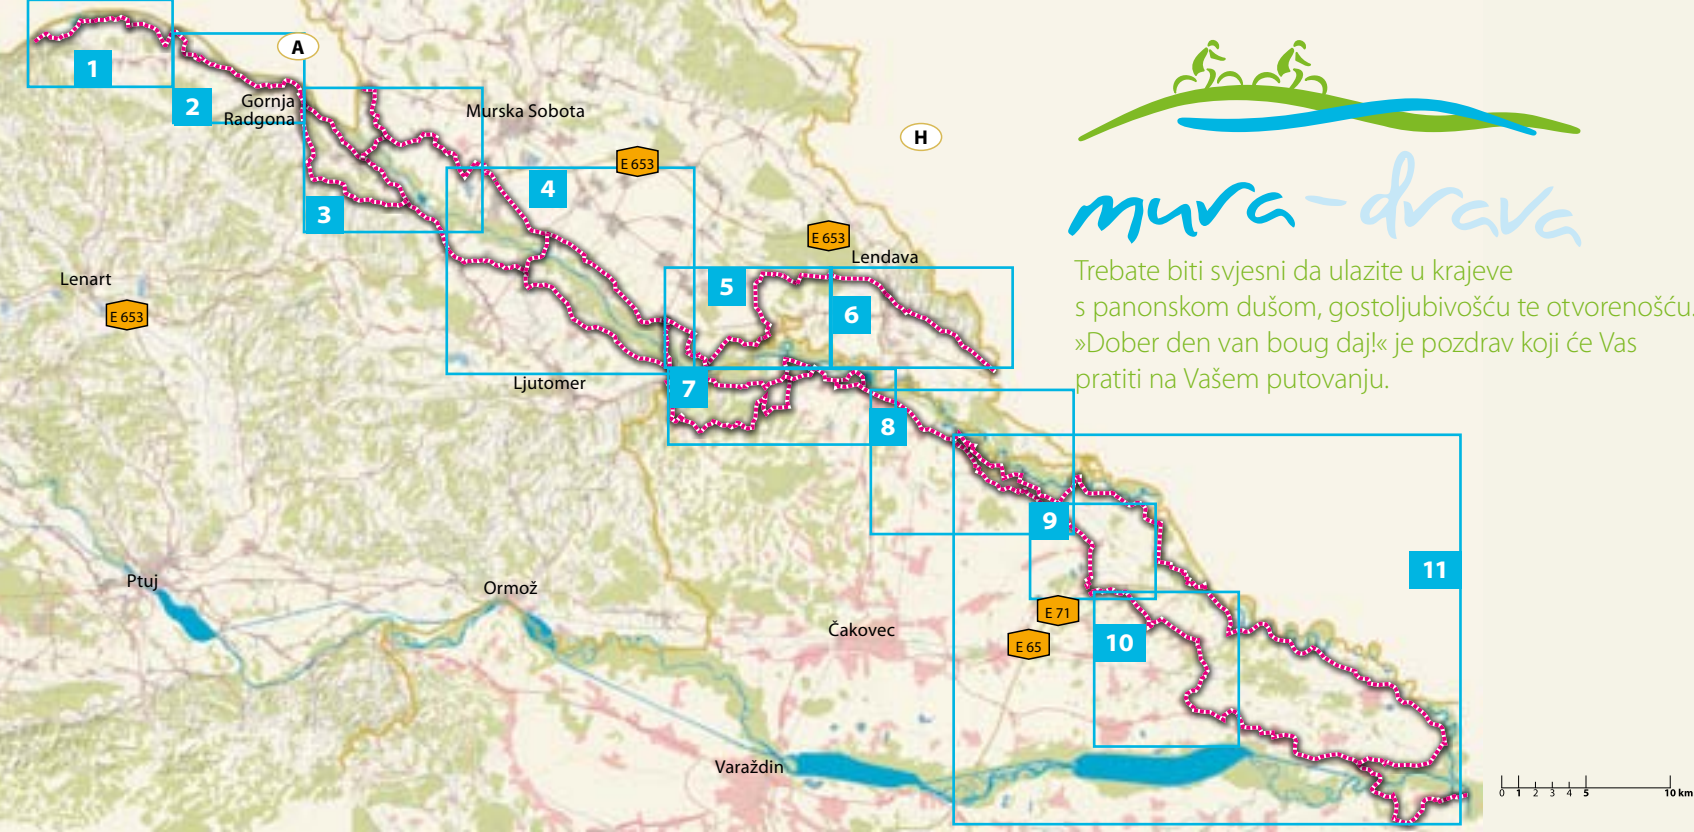 1
A
2
Gornja
Radgona
Murska Sobota
H
E 653
4
3
E 653
Lendava
Lenart
E 653
5
6
mura-drava
Trebate biti svjesni da ulazite u krajeve
s panonskom dušom, gostoljubivošću te otvorenošću.
»Dober den van boug daj!« je pozdrav koji će Vas
pratiti na Vašem putovanju.
Ljutomer
7
8
9
11
Ptuj
Ormož
E 71
Čakovec
E 65
10
Varaždin
0 1 2 3 4 5 10 km